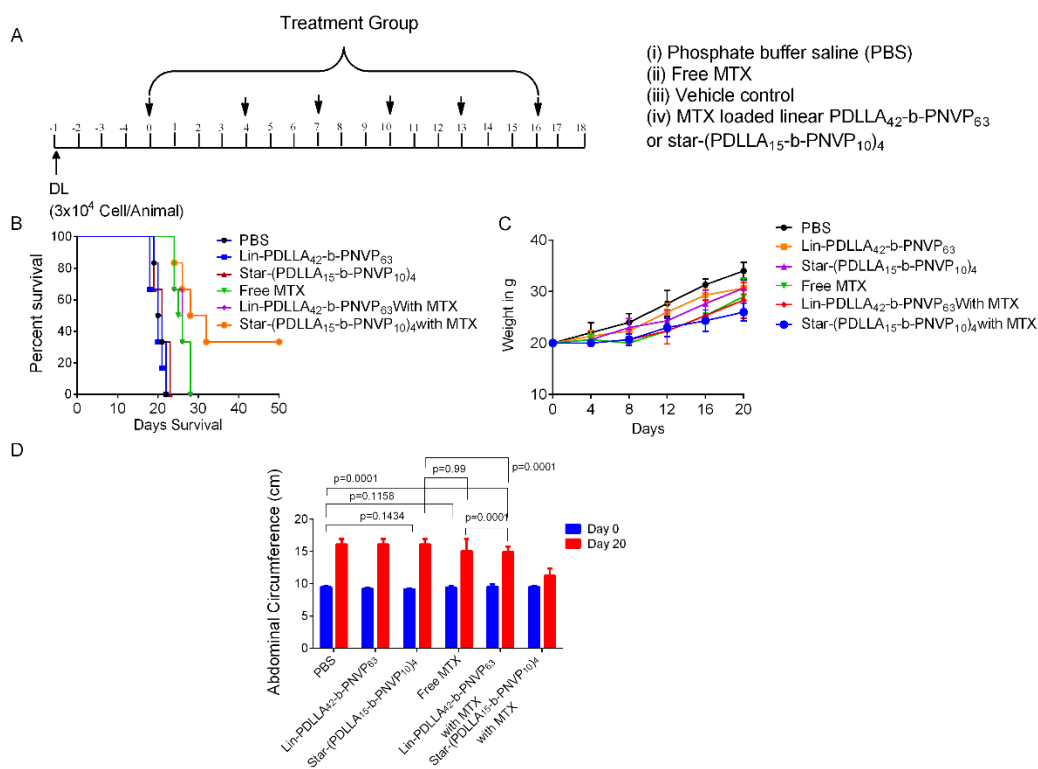 A
Treatment Group
(i) Phosphate buffer saline (PBS)
(ii) Free MTX
(iii) Vehicle control
(iv) MTX loaded linear PDLLA42-b-PNVP63
or star-(PDLLA15-b-PNVP10)4
-1 -2 -3 -4 0 1 2 3 4 5 6 7 8 9 10 11 12 13 14 15 16 17 18
DL
(3x10^4 Cell/Animal)
B
Percent survival
100
80
60
40
20
0
0 10 20 30 40 50
Days Survival
PBS
Lin-PDLLA42-b-PNVP63
Star-(PDLLA15-b-PNVP10)4
Free MTX
Lin-PDLLA42-b-PNVP63With MTX
Star-(PDLLA15-b-PNVP10)4with MTX
C
Weight in g
40
30
20
10
0 4 8 12 16 20
Days
PBS
Lin-PDLLA42-b-PNVP63
Star-(PDLLA15-b-PNVP10)4
Free MTX
Lin-PDLLA42-b-PNVP63With MTX
Star-(PDLLA15-b-PNVP10)4with MTX
D
Abdominal Circumference (cm)
20
15
10
5
0
p=0.0001
p=0.99
p=0.0001
p=0.1158
p=0.1434
p=0.0001
Day 0
Day 20
PBS
Lin-PDLLA42-b-PNVP63
Star-(PDLLA15-b-PNVP10)4
Free MTX
Lin-PDLLA42-b-PNVP63
with MTX
Star-(PDLLA15-b-PNVP10)4
with MTX